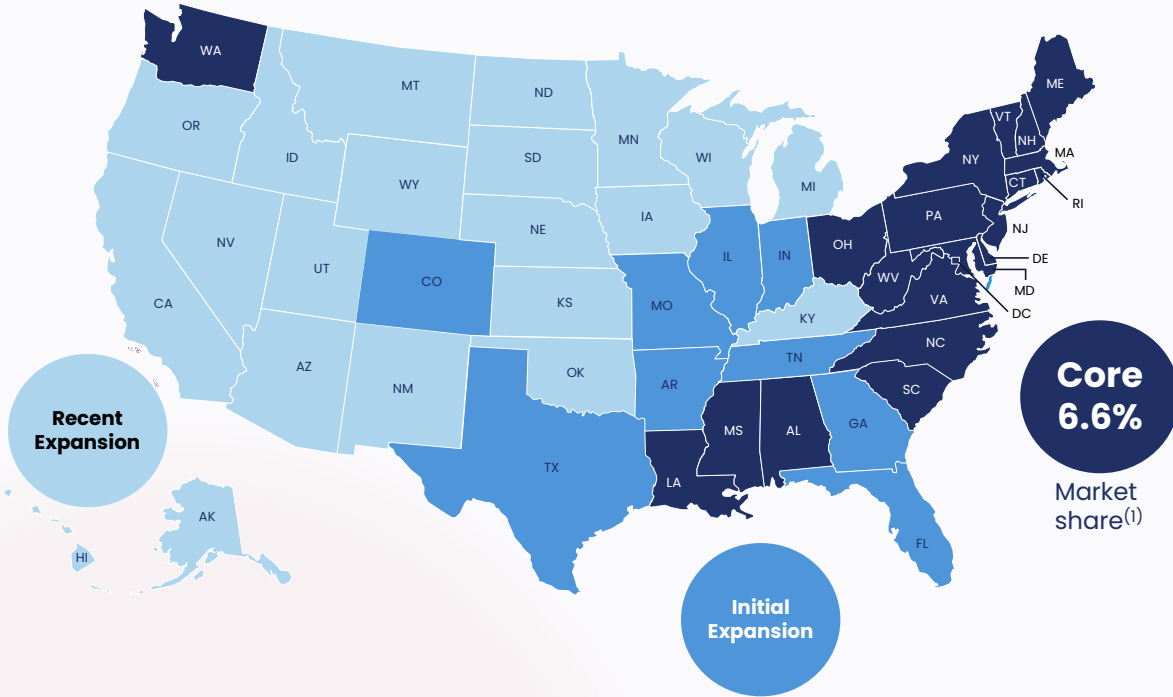 WA
MT
ND
MN
OR
ID
SD
WI
WY
MI
IA
NE
NV
UT
CO
CA
KS
MO
IL
IN
OH
KY
WV
VA
PA
NY
VT
NH
ME
MA
CT
RI
NJ
DE
MD
DC
AZ
NM
OK
AR
TN
NC
SC
MS
AL
GA
TX
LA
FL
AK
HI
Recent
Expansion
Initial
Expansion
Core
6.6%
Market
share(1)